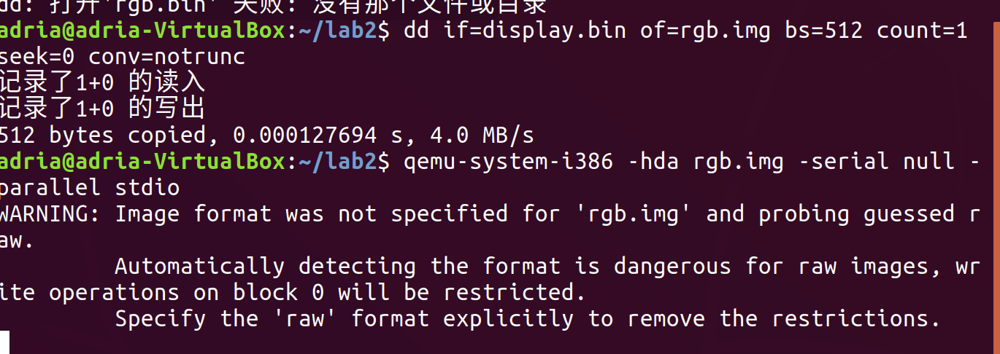 dd: 打开'rgb.bin' 失败: 没有那个文件或目录
adria@adria-VirtualBox:~/lab2$ dd if=display.bin of=rgb.img bs=512 count=1
seek=0 conv=notrunc
记录了1+0 的读入
记录了1+0 的写出
512 bytes copied, 0.000127694 s, 4.0 MB/s
adria@adria-VirtualBox:~/lab2$ qemu-system-i386 -hda rgb.img -serial null -
parallel stdio
WARNING: Image format was not specified for 'rgb.img' and probing guessed r
aw.
Automatically detecting the format is dangerous for raw images, wr
ite operations on block 0 will be restricted.
Specify the 'raw' format explicitly to remove the restrictions.